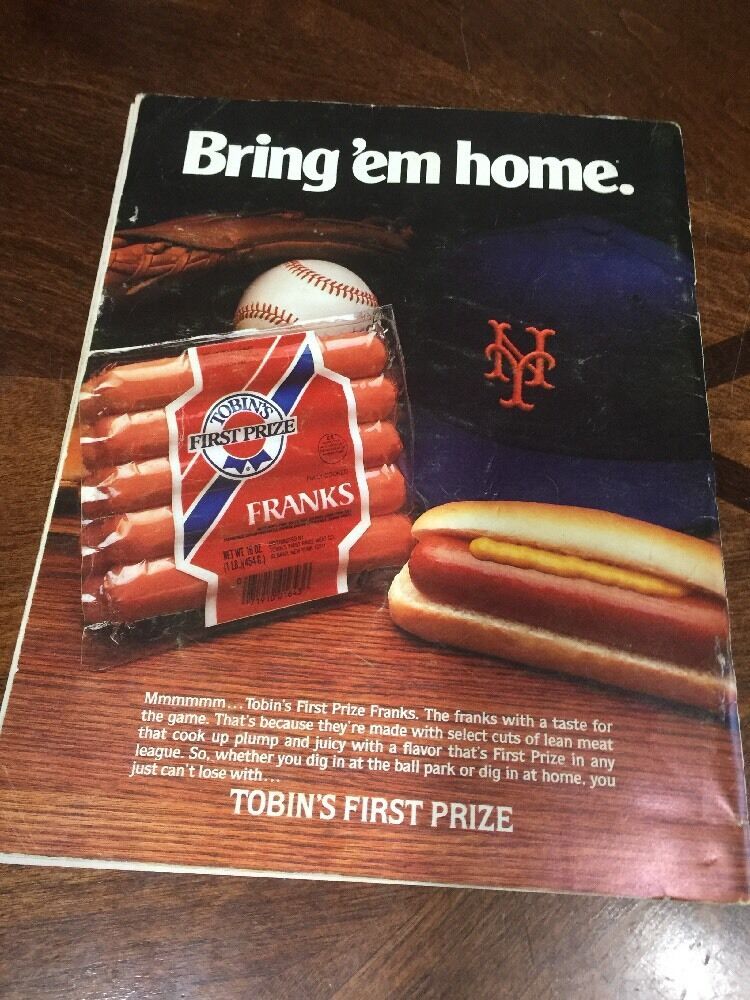 Bring 'em home.
NY
TOBIN'S
FIRST PRIZE
FULLY COOKED
FRANKS
NET WT. 16 OZ.
(1 LB.) (454 G.)
Mmmmmm... Tobin's First Prize Franks. The franks with a taste for
the game. That's because they're made with select cuts of lean meat
that cook up plump and juicy with a flavor that's First Prize in any
league. So, whether you dig in at the ball park or dig in at home, you
just can't lose with...
TOBIN'S FIRST PRIZE